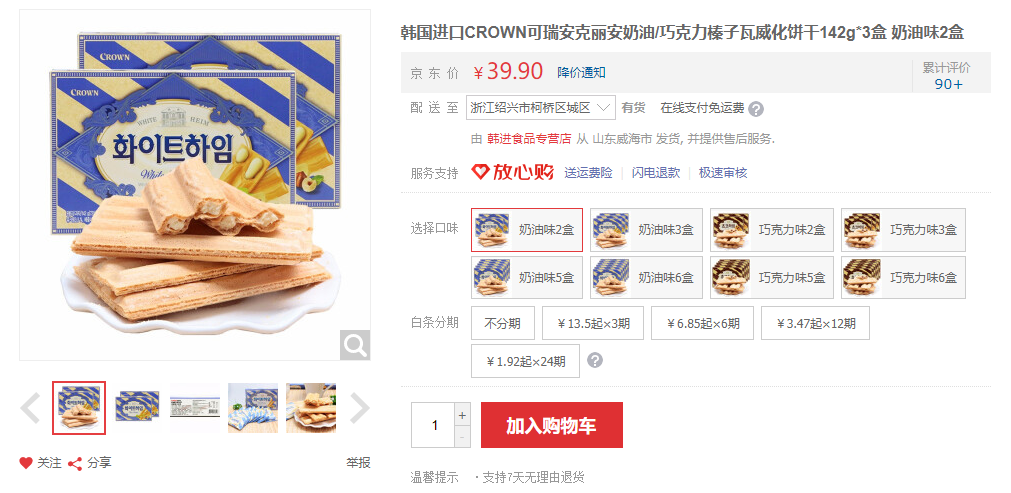 韩国进口CROWN可瑞安克丽安奶油/巧克力榛子瓦威化饼干142g*3盒 奶油味2盒
京东价 ￥39.90 降价通知
累计评价
90+
配送至 浙江绍兴市柯桥区城区 有货 在线支付免运费 ?
由 韩进食品专营店 从 山东威海市 发货, 并提供售后服务.
服务支持 放心购 送运费险 闪电退款 极速审核
选择口味 奶油味2盒 奶油味3盒 巧克力味2盒 巧克力味3盒
奶油味5盒 奶油味6盒 巧克力味5盒 巧克力味6盒
白条分期 不分期 ￥13.5起×3期 ￥6.85起×6期 ￥3.47起×12期
￥1.92起×24期 ?
1 + - 加入购物车
温馨提示 ·支持7天无理由退货
CROWN
CROWN
WHITE HEIM
화이트하임
White
关注 分享 举报